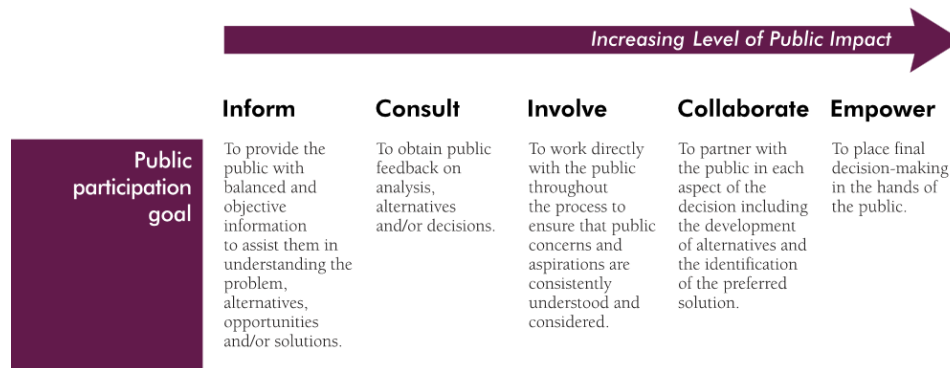 Increasing Level of Public Impact
Inform
Consult
Involve
Collaborate
Empower
Public
participation
goal
To provide the
public with
balanced and
objective
information
to assist them in
understanding the
problem,
alternatives,
opportunities
and/or solutions.
To obtain public
feedback on
analysis,
alternatives
and/or decisions.
To work directly
with the public
throughout
the process to
ensure that public
concerns and
aspirations are
consistently
understood and
considered.
To partner with
the public in each
aspect of the
decision including
the development
of alternatives and
the identification
of the preferred
solution.
To place final
decision-making
in the hands of
the public.